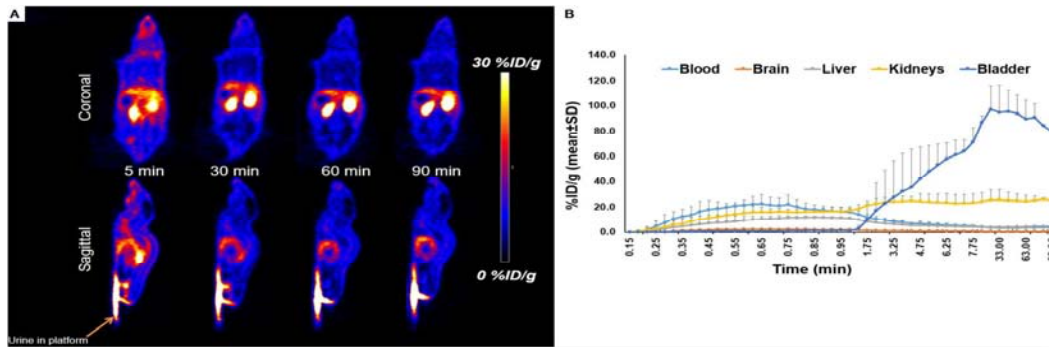 A
30 %ID/g
Coronal
5 min
30 min
60 min
90 min
Sagittal
0 %ID/g
Urine in platform
B
140.0
120.0
100.0
80.0
60.0
40.0
20.0
0.0
%ID/g (mean±SD)
Blood Brain Liver Kidneys Bladder
0.15 0.25 0.35 0.45 0.55 0.65 0.75 0.85 0.95 1.75 3.25 4.75 6.25 7.75 33.00 63.00
Time (min)